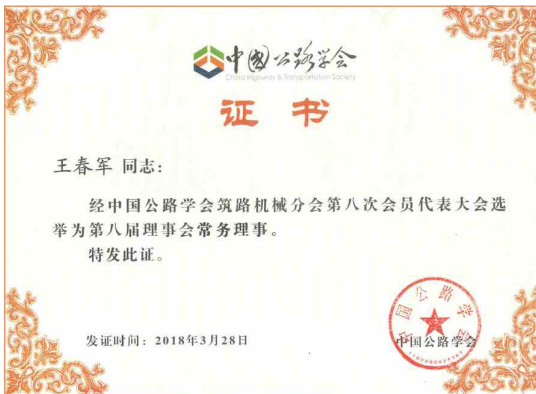 中国公路学会
China Highway & Transportation Society
证 书
王春军 同志：
经中国公路学会筑路机械分会第八次会员代表大会选
举为第八届理事会常务理事。
特发此证。
中国公路学会
发证时间：2018年3月28日
中国公路学会